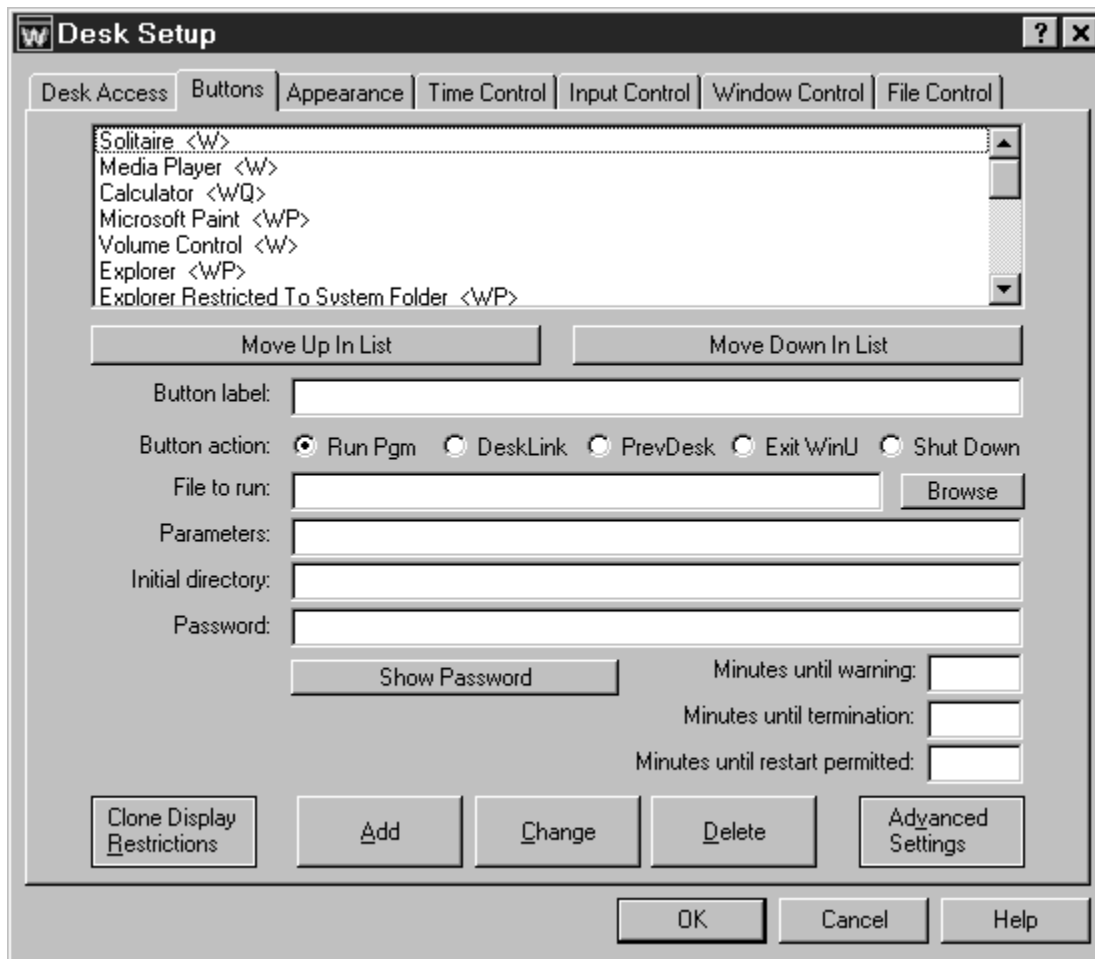 W Desk Setup ? X
Desk Access Buttons Appearance Time Control Input Control Window Control File Control
Solitaire <W>
Media Player <W>
Calculator <WQ>
Microsoft Paint <WP>
Volume Control <W>
Explorer <WP>
Explorer Restricted To System Folder <WP>
Move Up In List Move Down In List
Button label:
Button action: Run Pgm DeskLink PrevDesk Exit WinU Shut Down
File to run: Browse
Parameters:
Initial directory:
Password:
Show Password Minutes until warning:
Minutes until termination:
Minutes until restart permitted:
Clone Display
Restrictions
Add Change Delete
Advanced
Settings
OK Cancel Help